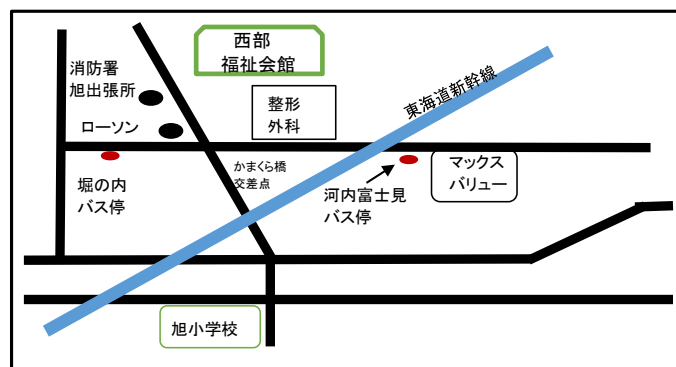 西部
福祉会館
消防署
旭出張所
ローソン
整形
外科
東海道新幹線
かまくら橋
交差点
堀の内
バス停
河内富士見
バス停
マックス
バリュー
旭小学校